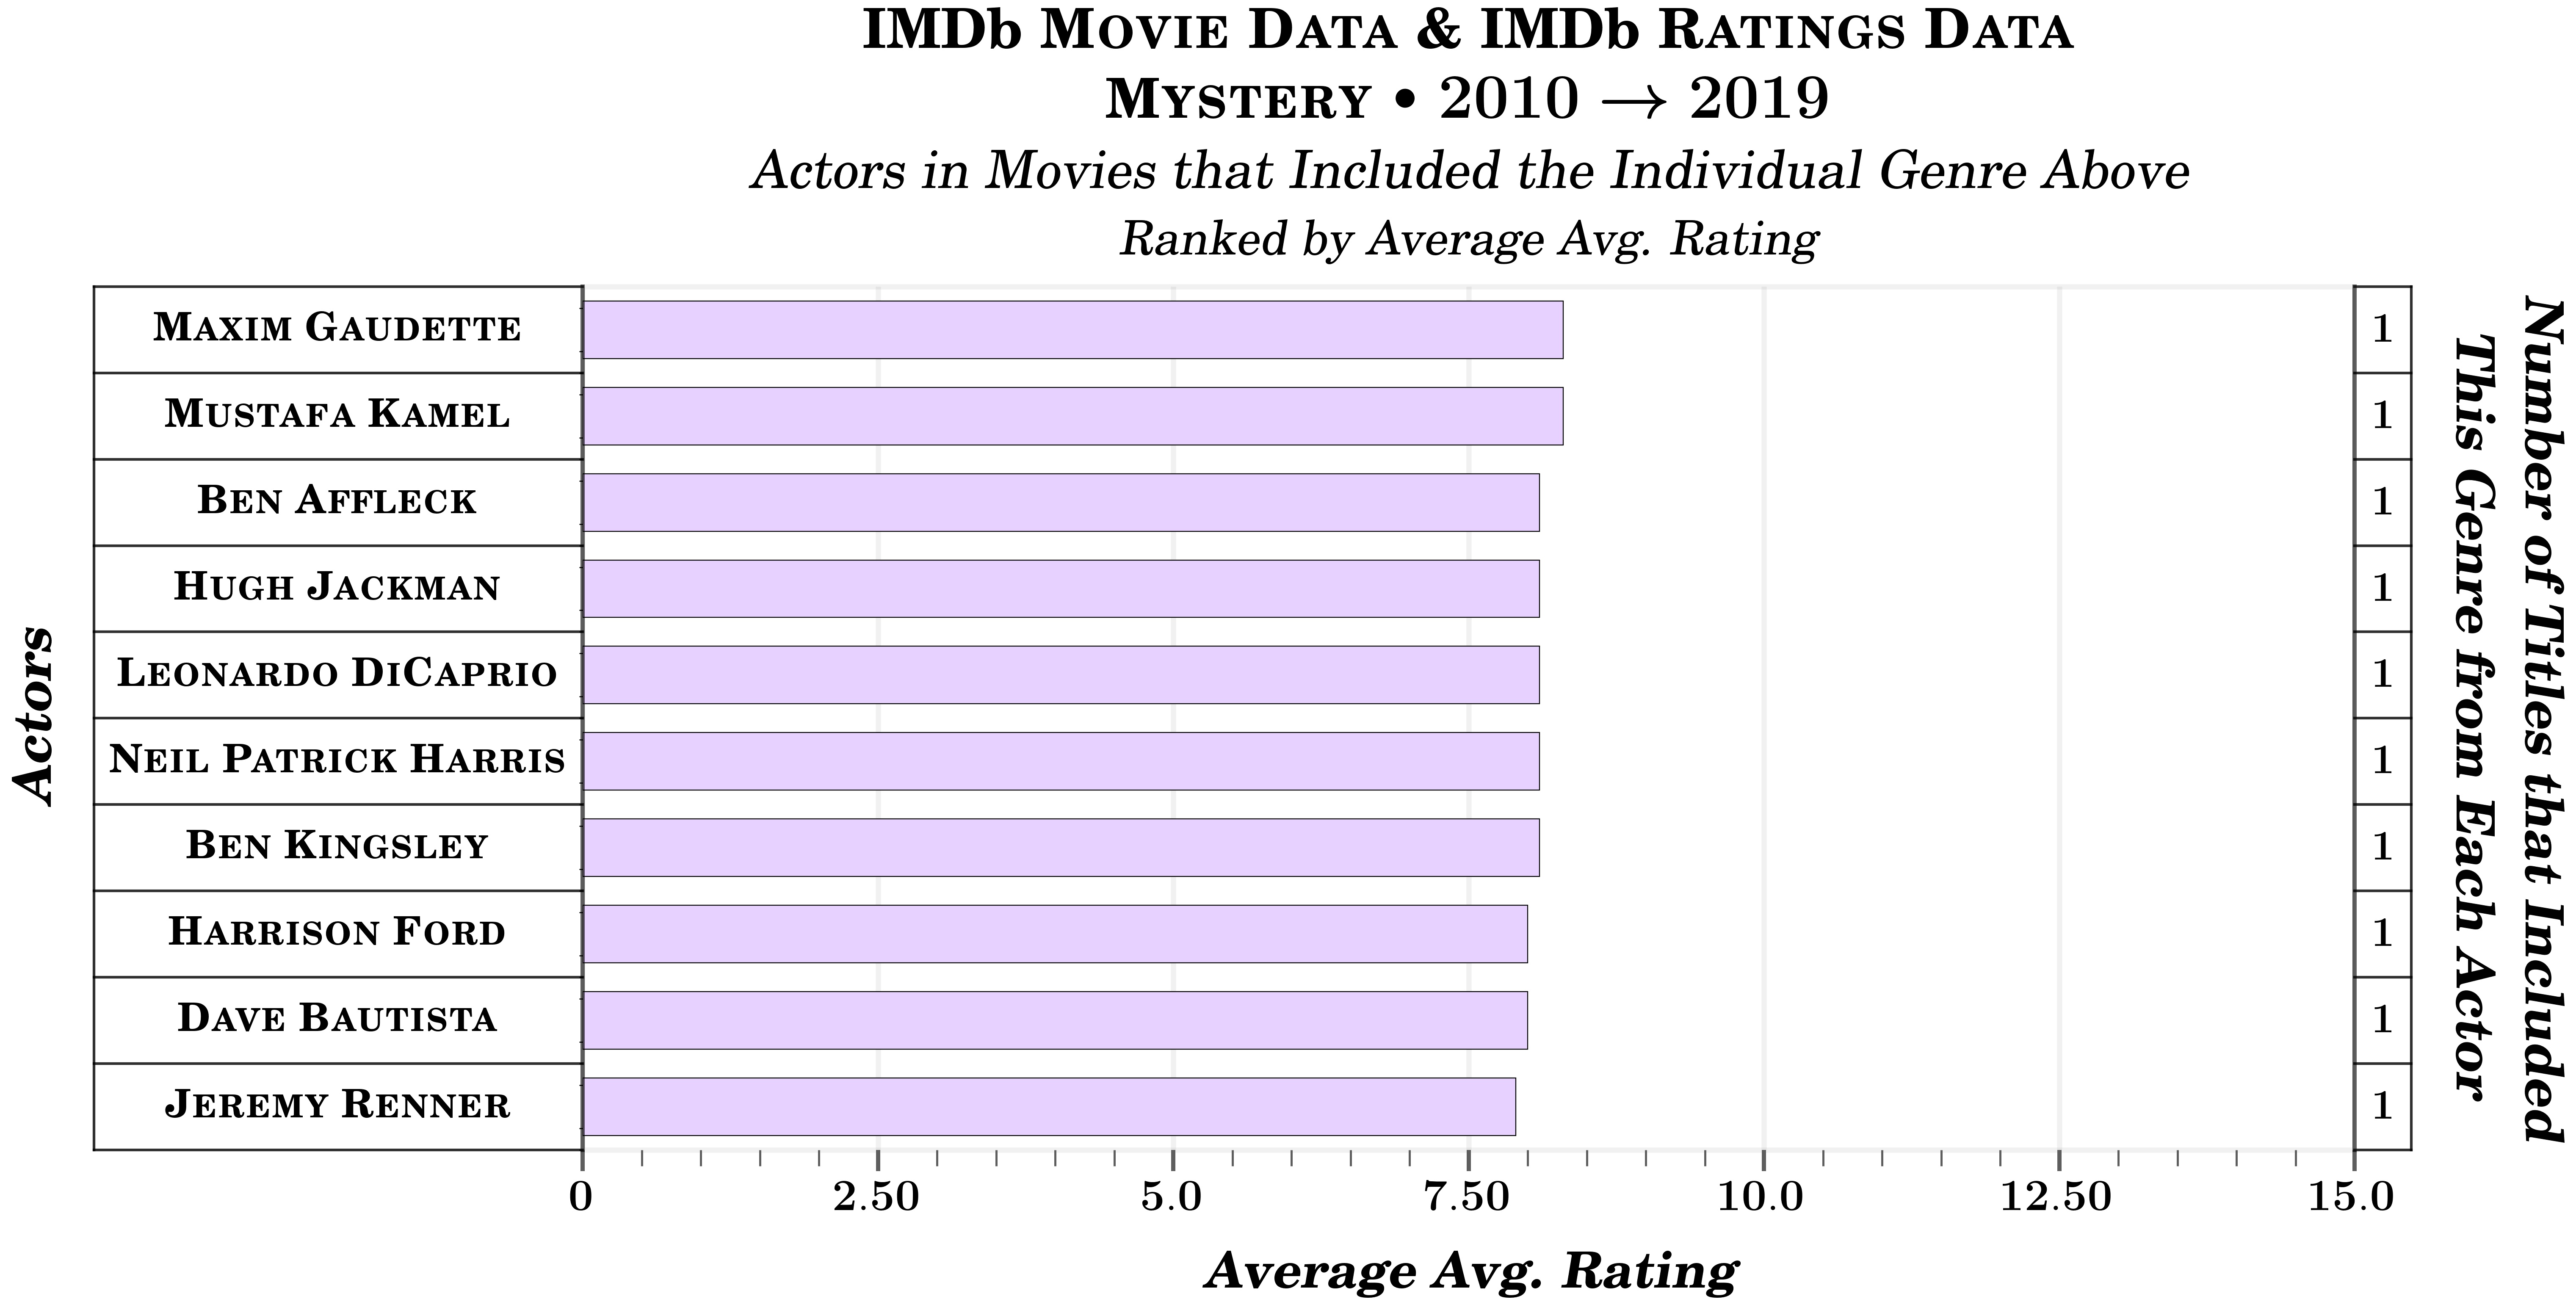 IMDb Movie Data & IMDb Ratings Data
Mystery • 2010 → 2019
Actors in Movies that Included the Individual Genre Above
Ranked by Average Avg. Rating
Actors
Maxim Gaudette 1
Mustafa Kamel 1
Ben Affleck 1
Hugh Jackman 1
Leonardo DiCaprio 1
Neil Patrick Harris 1
Ben Kingsley 1
Harrison Ford 1
Dave Bautista 1
Jeremy Renner 1
0 2.50 5.0 7.50 10.0 12.50 15.0
Average Avg. Rating
Number of Titles that Included
This Genre from Each Actor